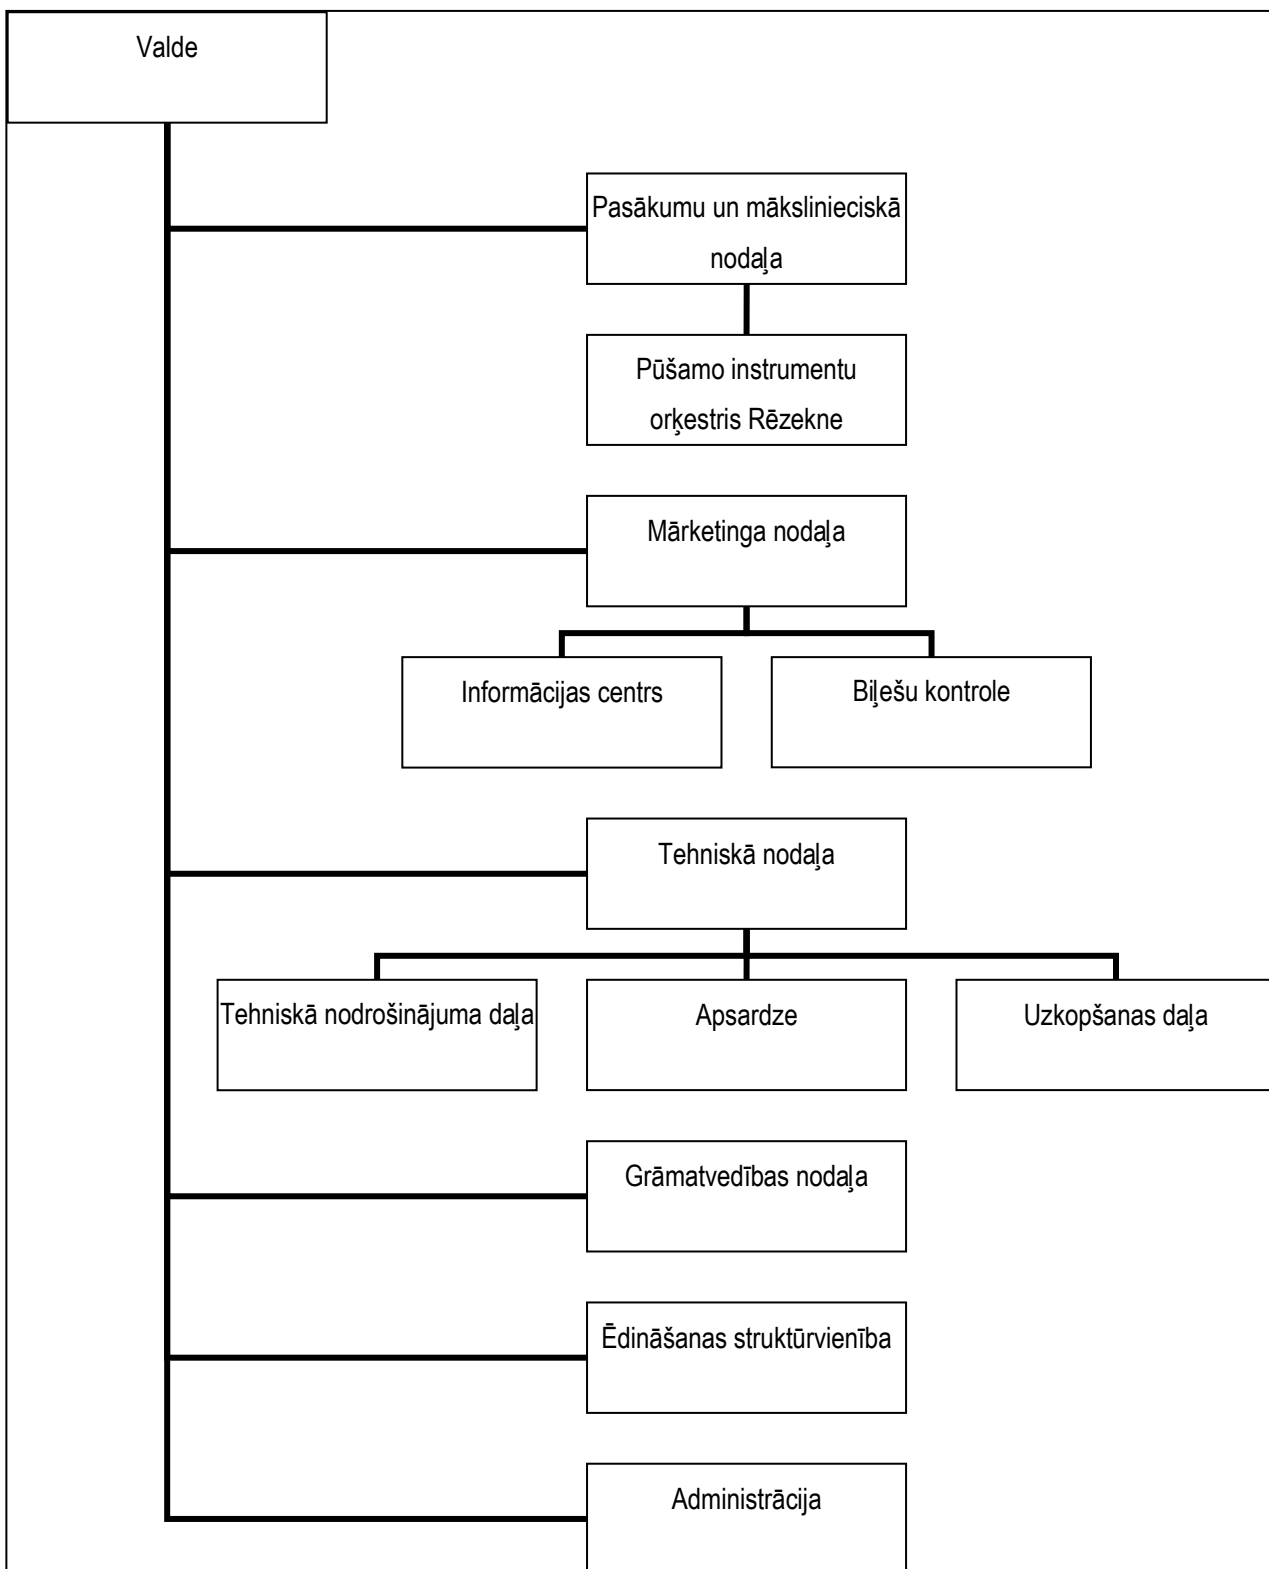 Valde
Pasākumu un mākslinieciskā
nodaļa
Pūšamo instrumentu
orķestris Rēzekne
Mārketinga nodaļa
Informācijas centrs
Biļešu kontrole
Tehniskā nodaļa
Tehniskā nodrošinājuma daļa
Apsardze
Uzkopšanas daļa
Grāmatvedības nodaļa
Ēdināšanas struktūrvienība
Administrācija